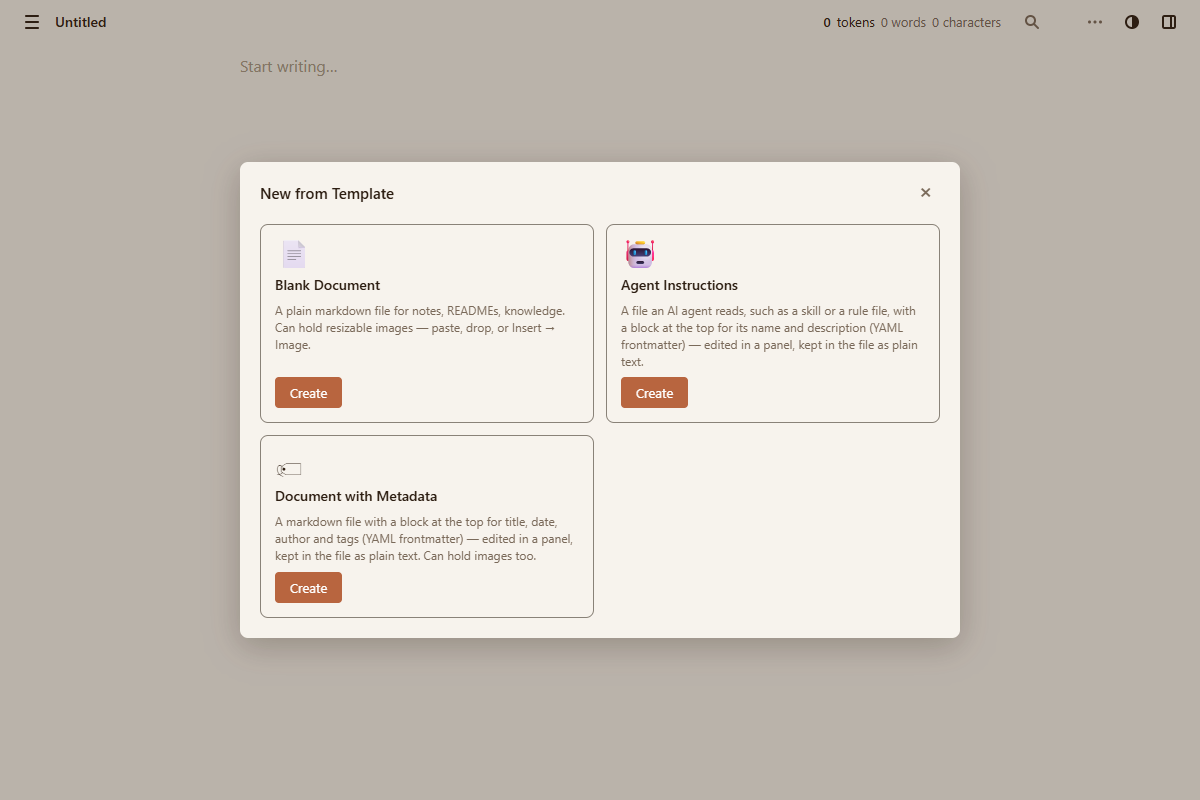 Untitled
0 tokens 0 words 0 characters
Start writing...
New from Template
Blank Document
A plain markdown file for notes, READMEs, knowledge.
Can hold resizable images — paste, drop, or Insert →
Image.
Create
Agent Instructions
A file an AI agent reads, such as a skill or a rule file, with
a block at the top for its name and description (YAML
frontmatter) — edited in a panel, kept in the file as plain
text.
Create
Document with Metadata
A markdown file with a block at the top for title, date,
author and tags (YAML frontmatter) — edited in a panel,
kept in the file as plain text. Can hold images too.
Create